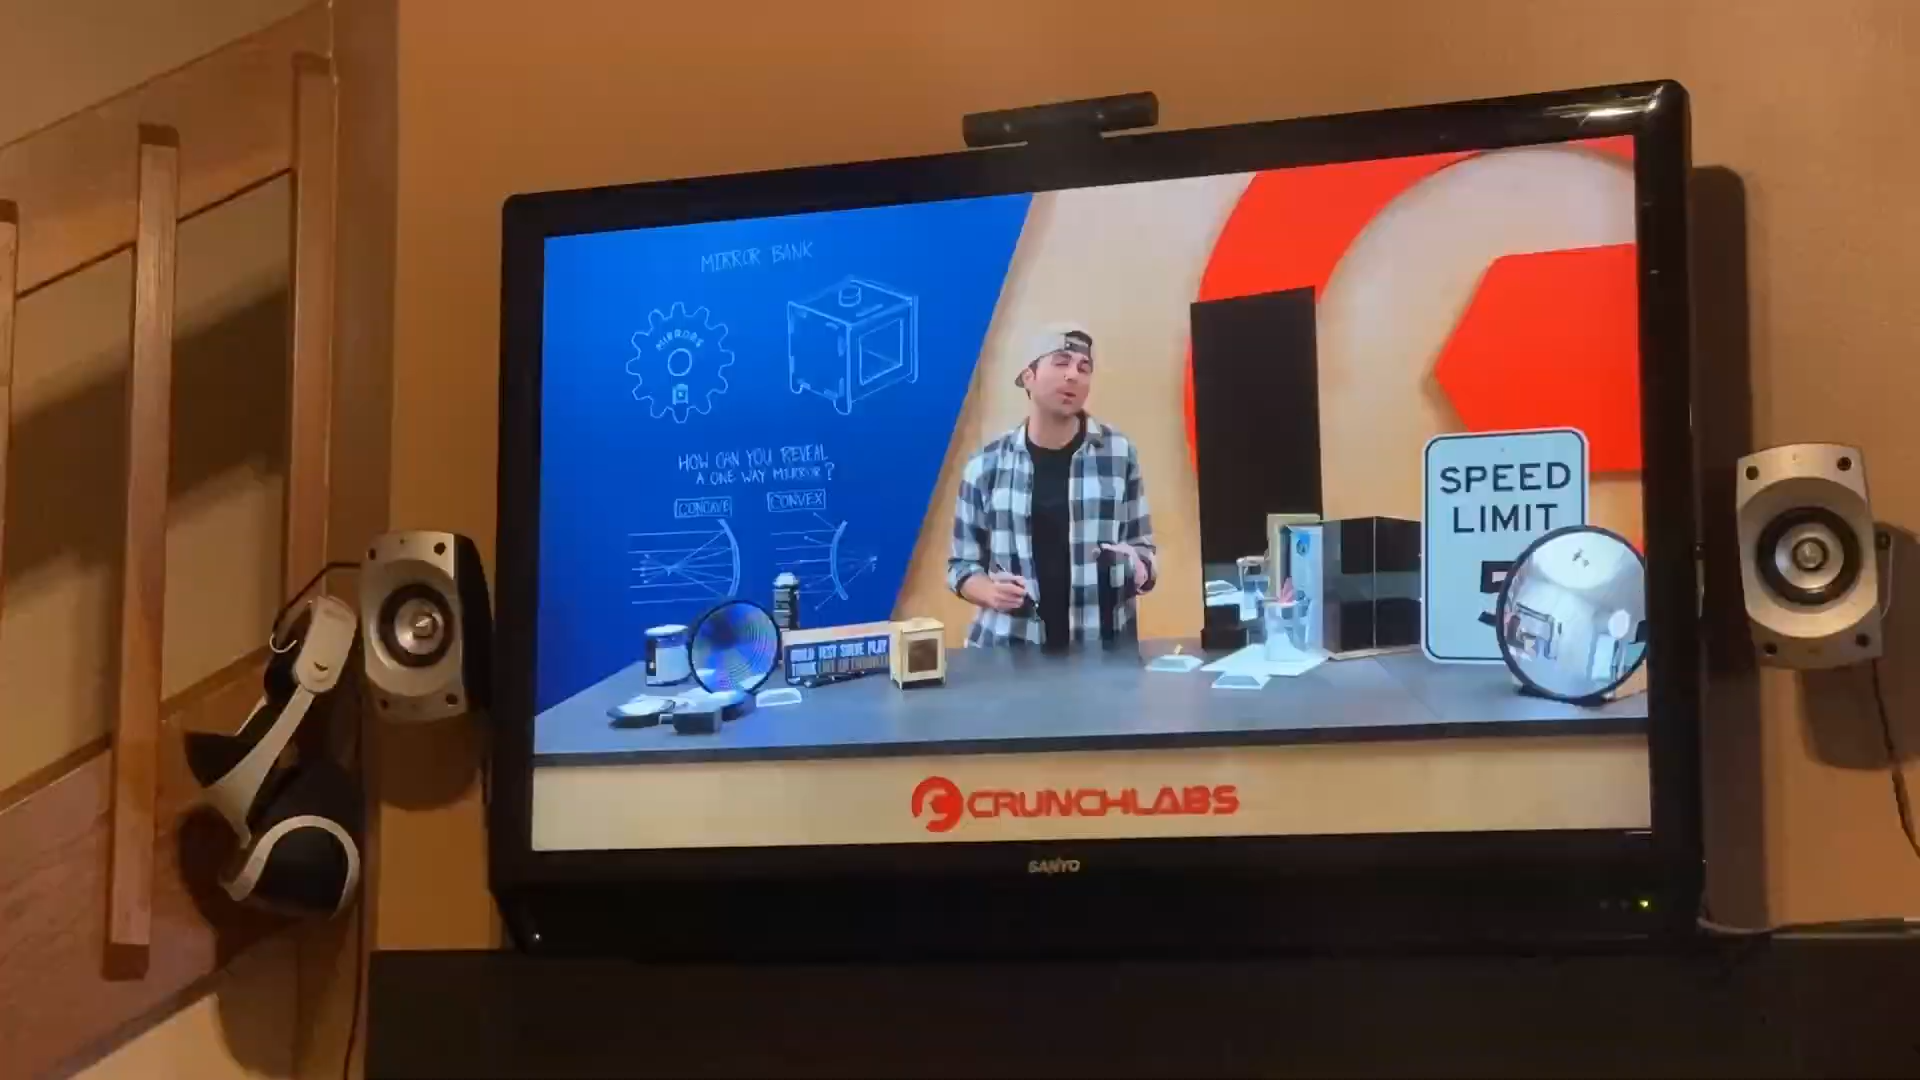 MIRROR BANK
MIRRORS
HOW CAN YOU REVEAL
A ONE WAY MIRROR?
CONCAVE
CONVEX
SPEED
LIMIT
BUILD TEST SOLVE PLAY
THINK LIKE AN ENGINEER
CRUNCHLABS
SANYO